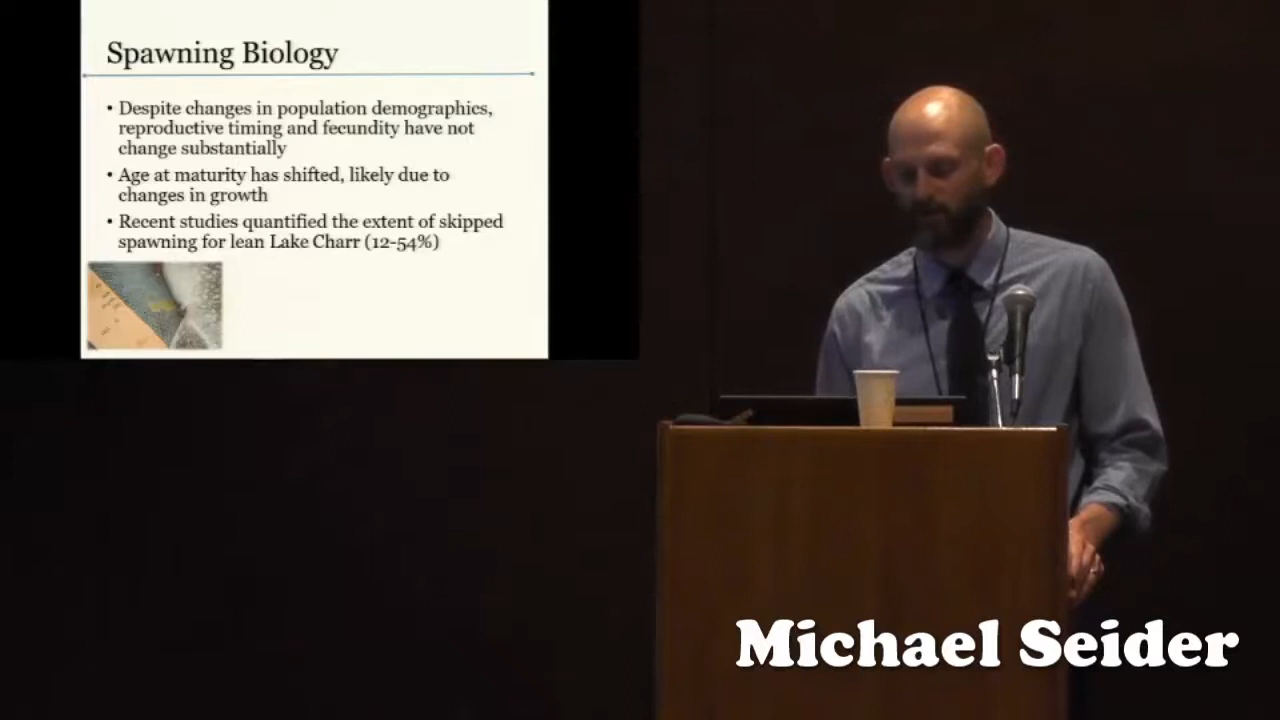 Spawning Biology
• Despite changes in population demographics,
reproductive timing and fecundity have not
change substantially
• Age at maturity has shifted, likely due to
changes in growth
• Recent studies quantified the extent of skipped
spawning for lean Lake Charr (12-54%)
Michael Seider